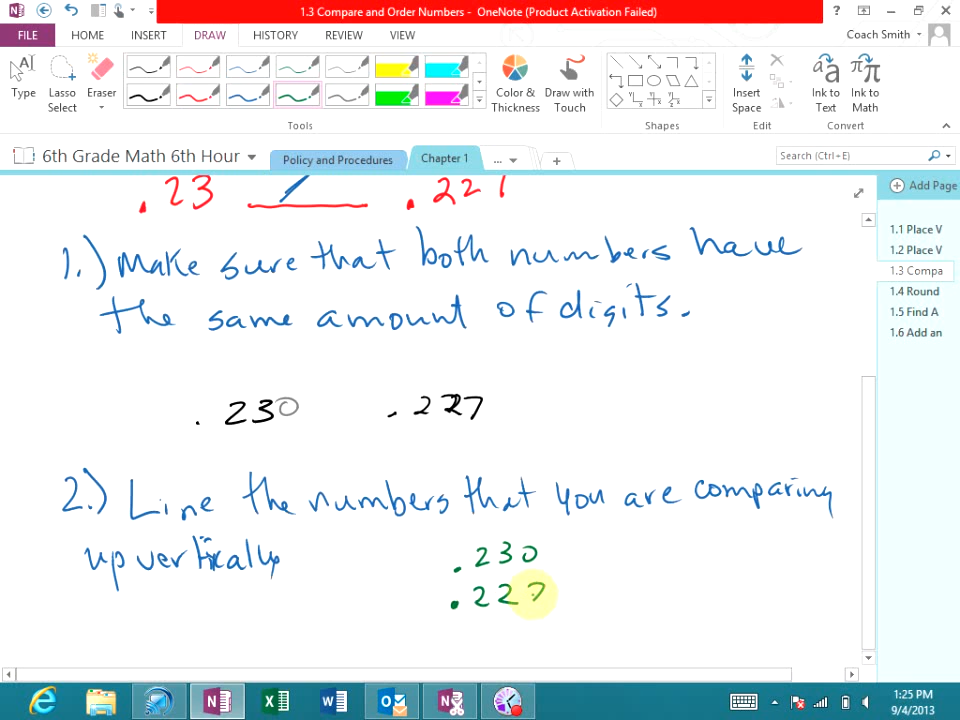 1.3 Compare and Order Numbers - OneNote (Product Activation Failed)
FILE HOME INSERT DRAW HISTORY REVIEW VIEW Coach Smith
Type Lasso Select Eraser Color & Thickness Draw with Touch Insert Space Ink to Text Ink to Math
Tools Shapes Edit Convert
6th Grade Math 6th Hour Policy and Procedures Chapter 1 ... + Search (Ctrl+E)
Add Page
1.1 Place V
1.2 Place V
1.3 Compa
1.4 Round
1.5 Find A
1.6 Add an
.23 .227
1.) Make sure that both numbers have
the same amount of digits.
.230 .227
2.) Line the numbers that you are comparing
up vertically
.230
.227
1:25 PM
9/4/2013